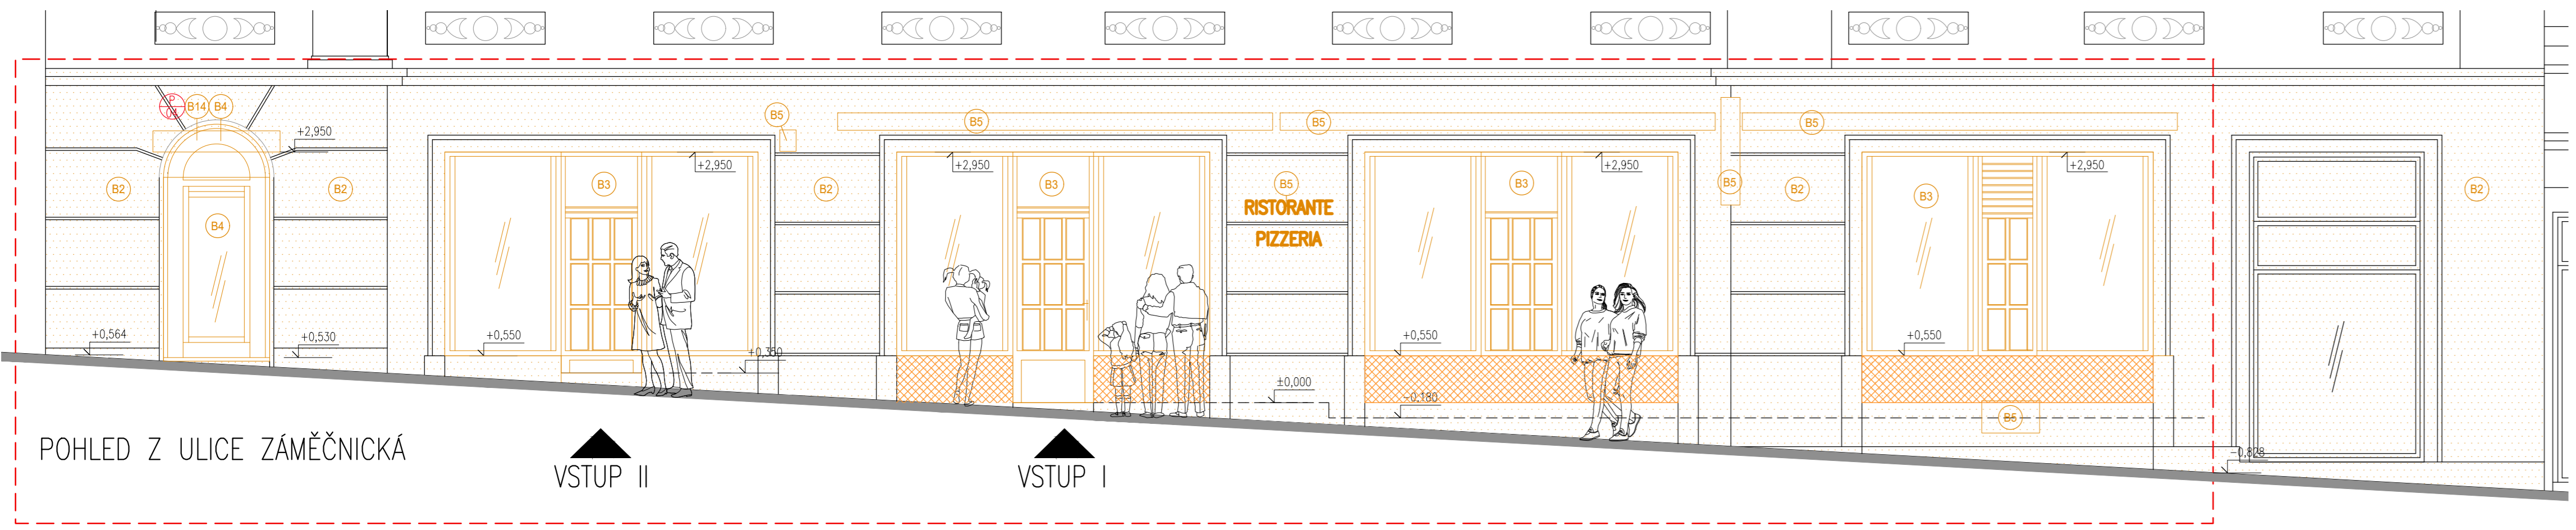 P
04
B14
B4
B5
B5
B5
B5
+2,950
+2,950
+2,950
+2,950
+2,950
B2
B2
B3
B2
B3
B5
B3
B5
B2
B3
B2
B4
RISTORANTE
PIZZERIA
+0,564
+0,530
+0,550
+0,350
+0,550
+0,550
±0,000
-0,180
B5
-0,828
POHLED Z ULICE ZÁMĚČNICKÁ
VSTUP II
VSTUP I